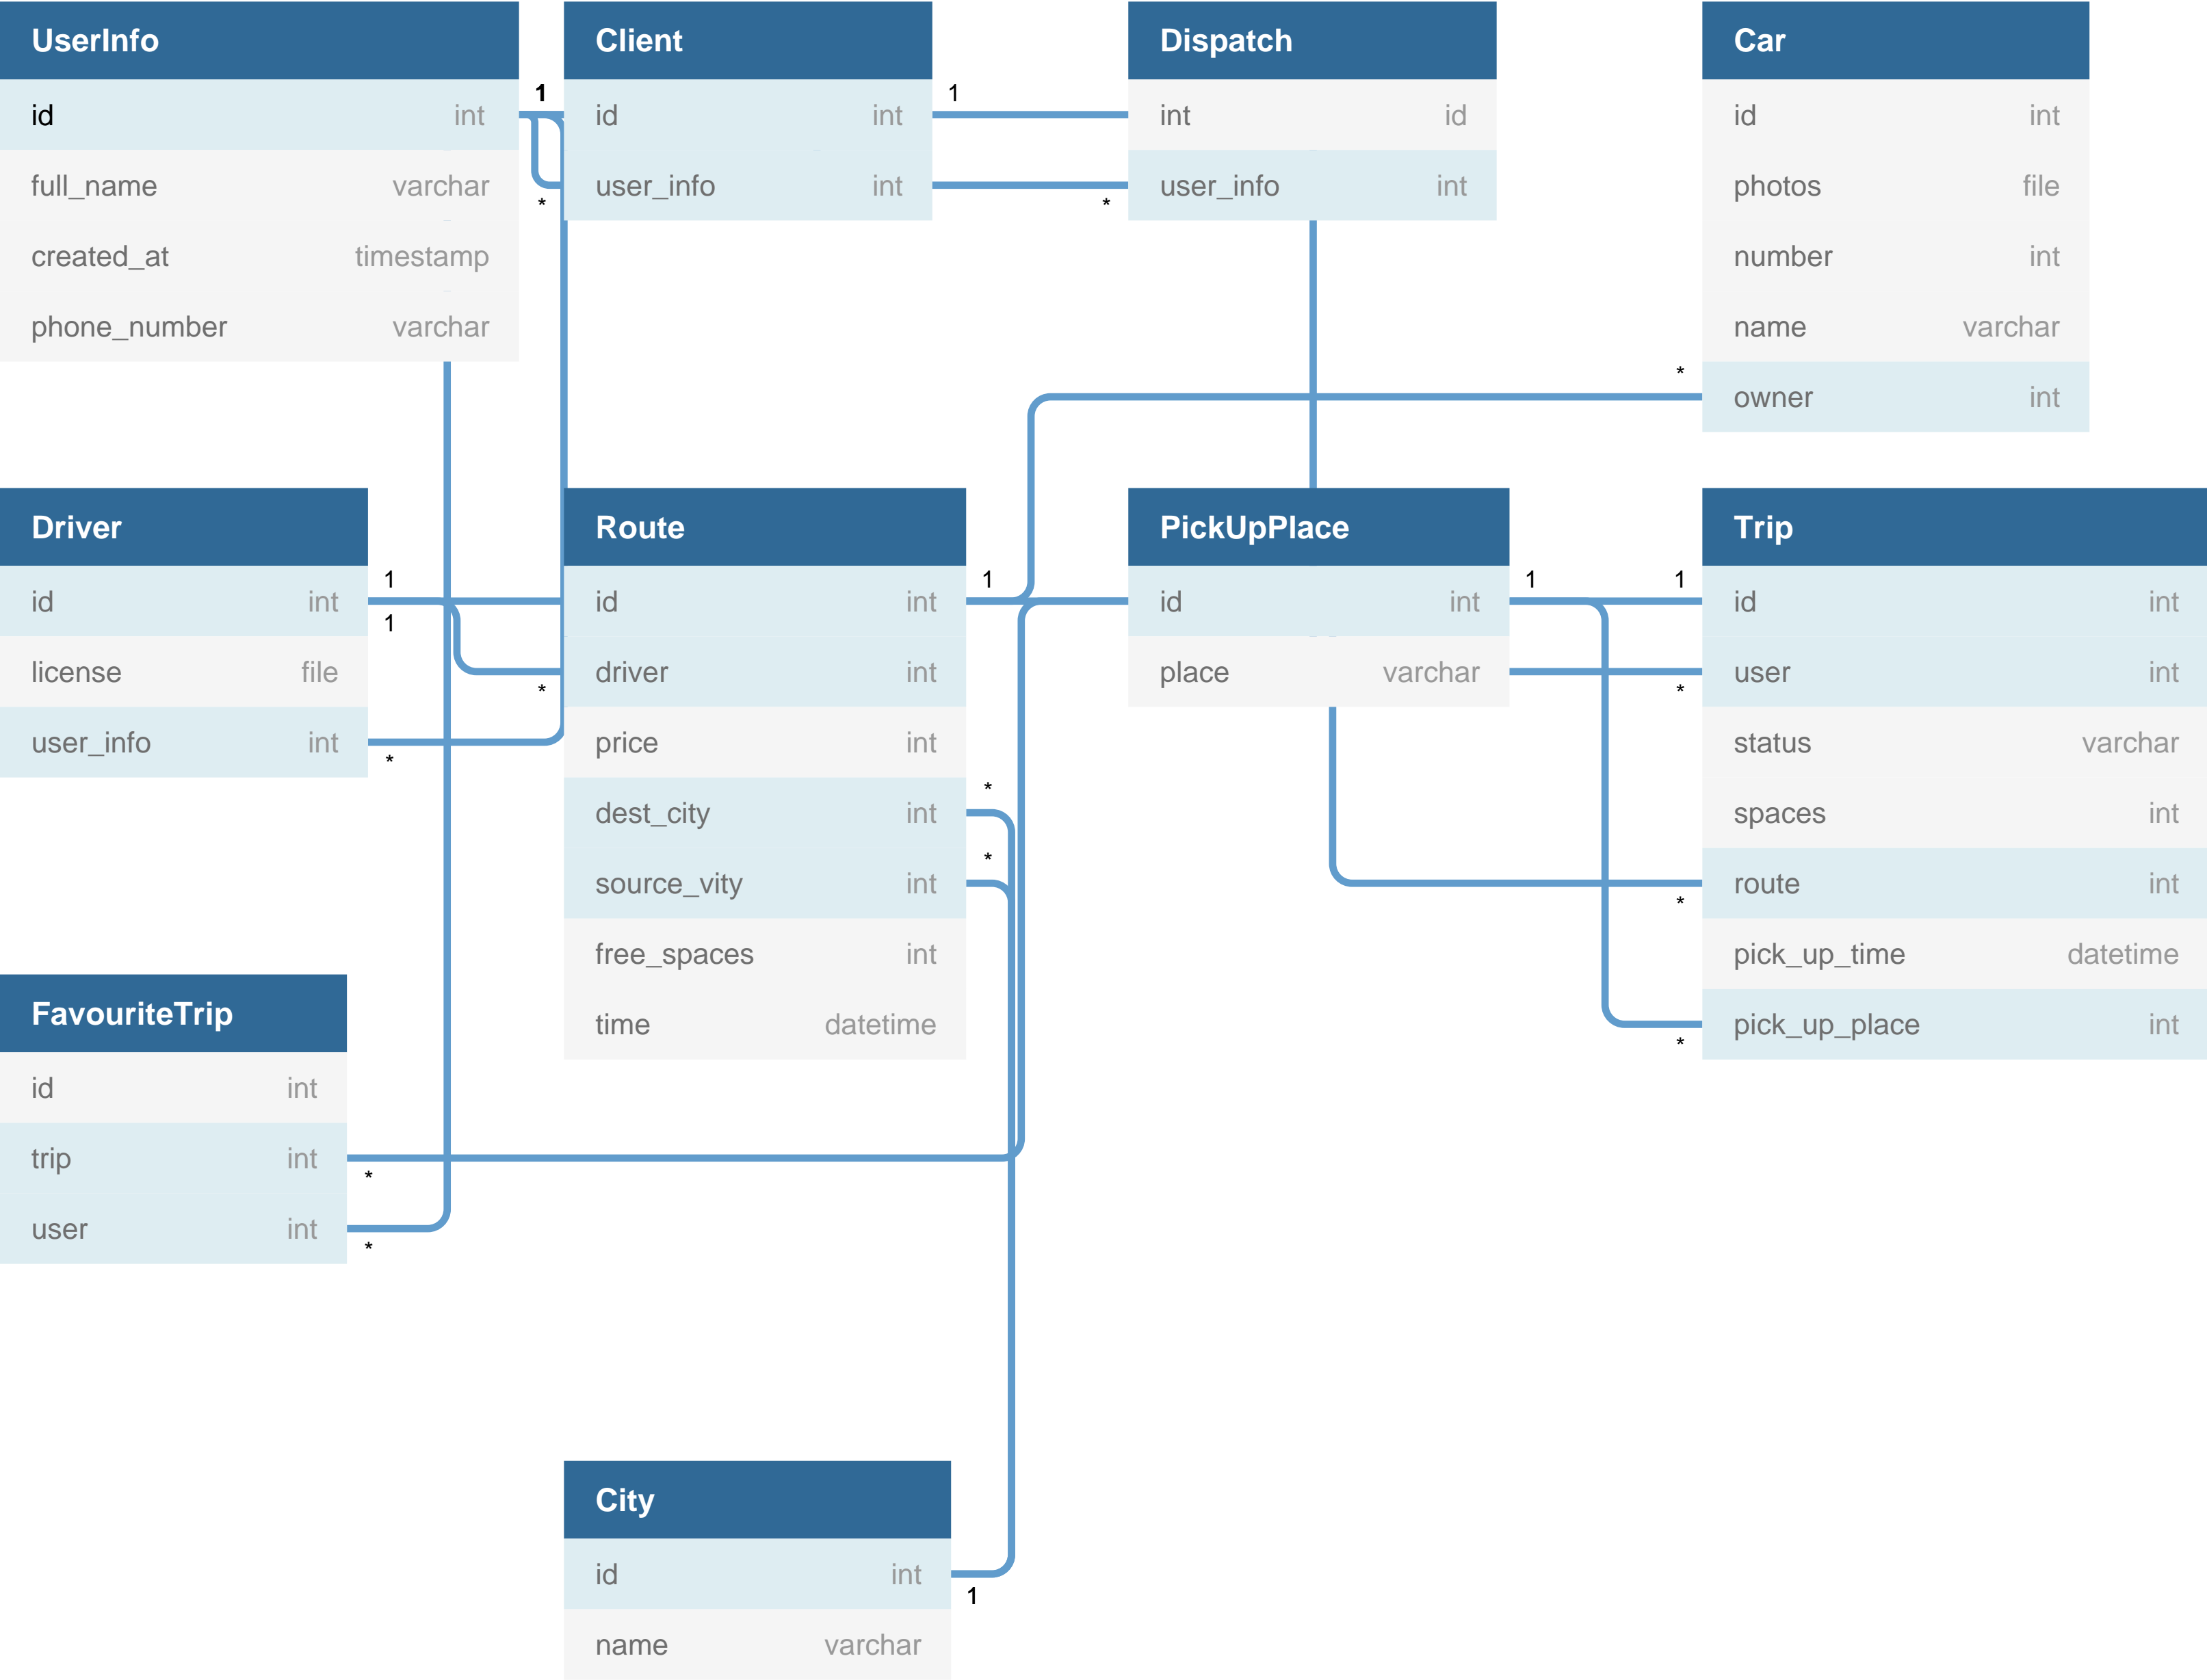 UserInfo
id int
full_name varchar
created_at timestamp
phone_number varchar
1
*
Client
id int
user_info int
1
*
Dispatch
int id
user_info int
Car
id int
photos file
number int
name varchar
owner int
*
Driver
id int
license file
user_info int
1
1
*
*
Route
id int
driver int
price int
dest_city int
source_vity int
free_spaces int
time datetime
1
*
*
PickUpPlace
id int
place varchar
1
1
*
*
*
Trip
id int
user int
status varchar
spaces int
route int
pick_up_time datetime
pick_up_place int
FavouriteTrip
id int
trip int
user int
*
*
City
id int
name varchar
1